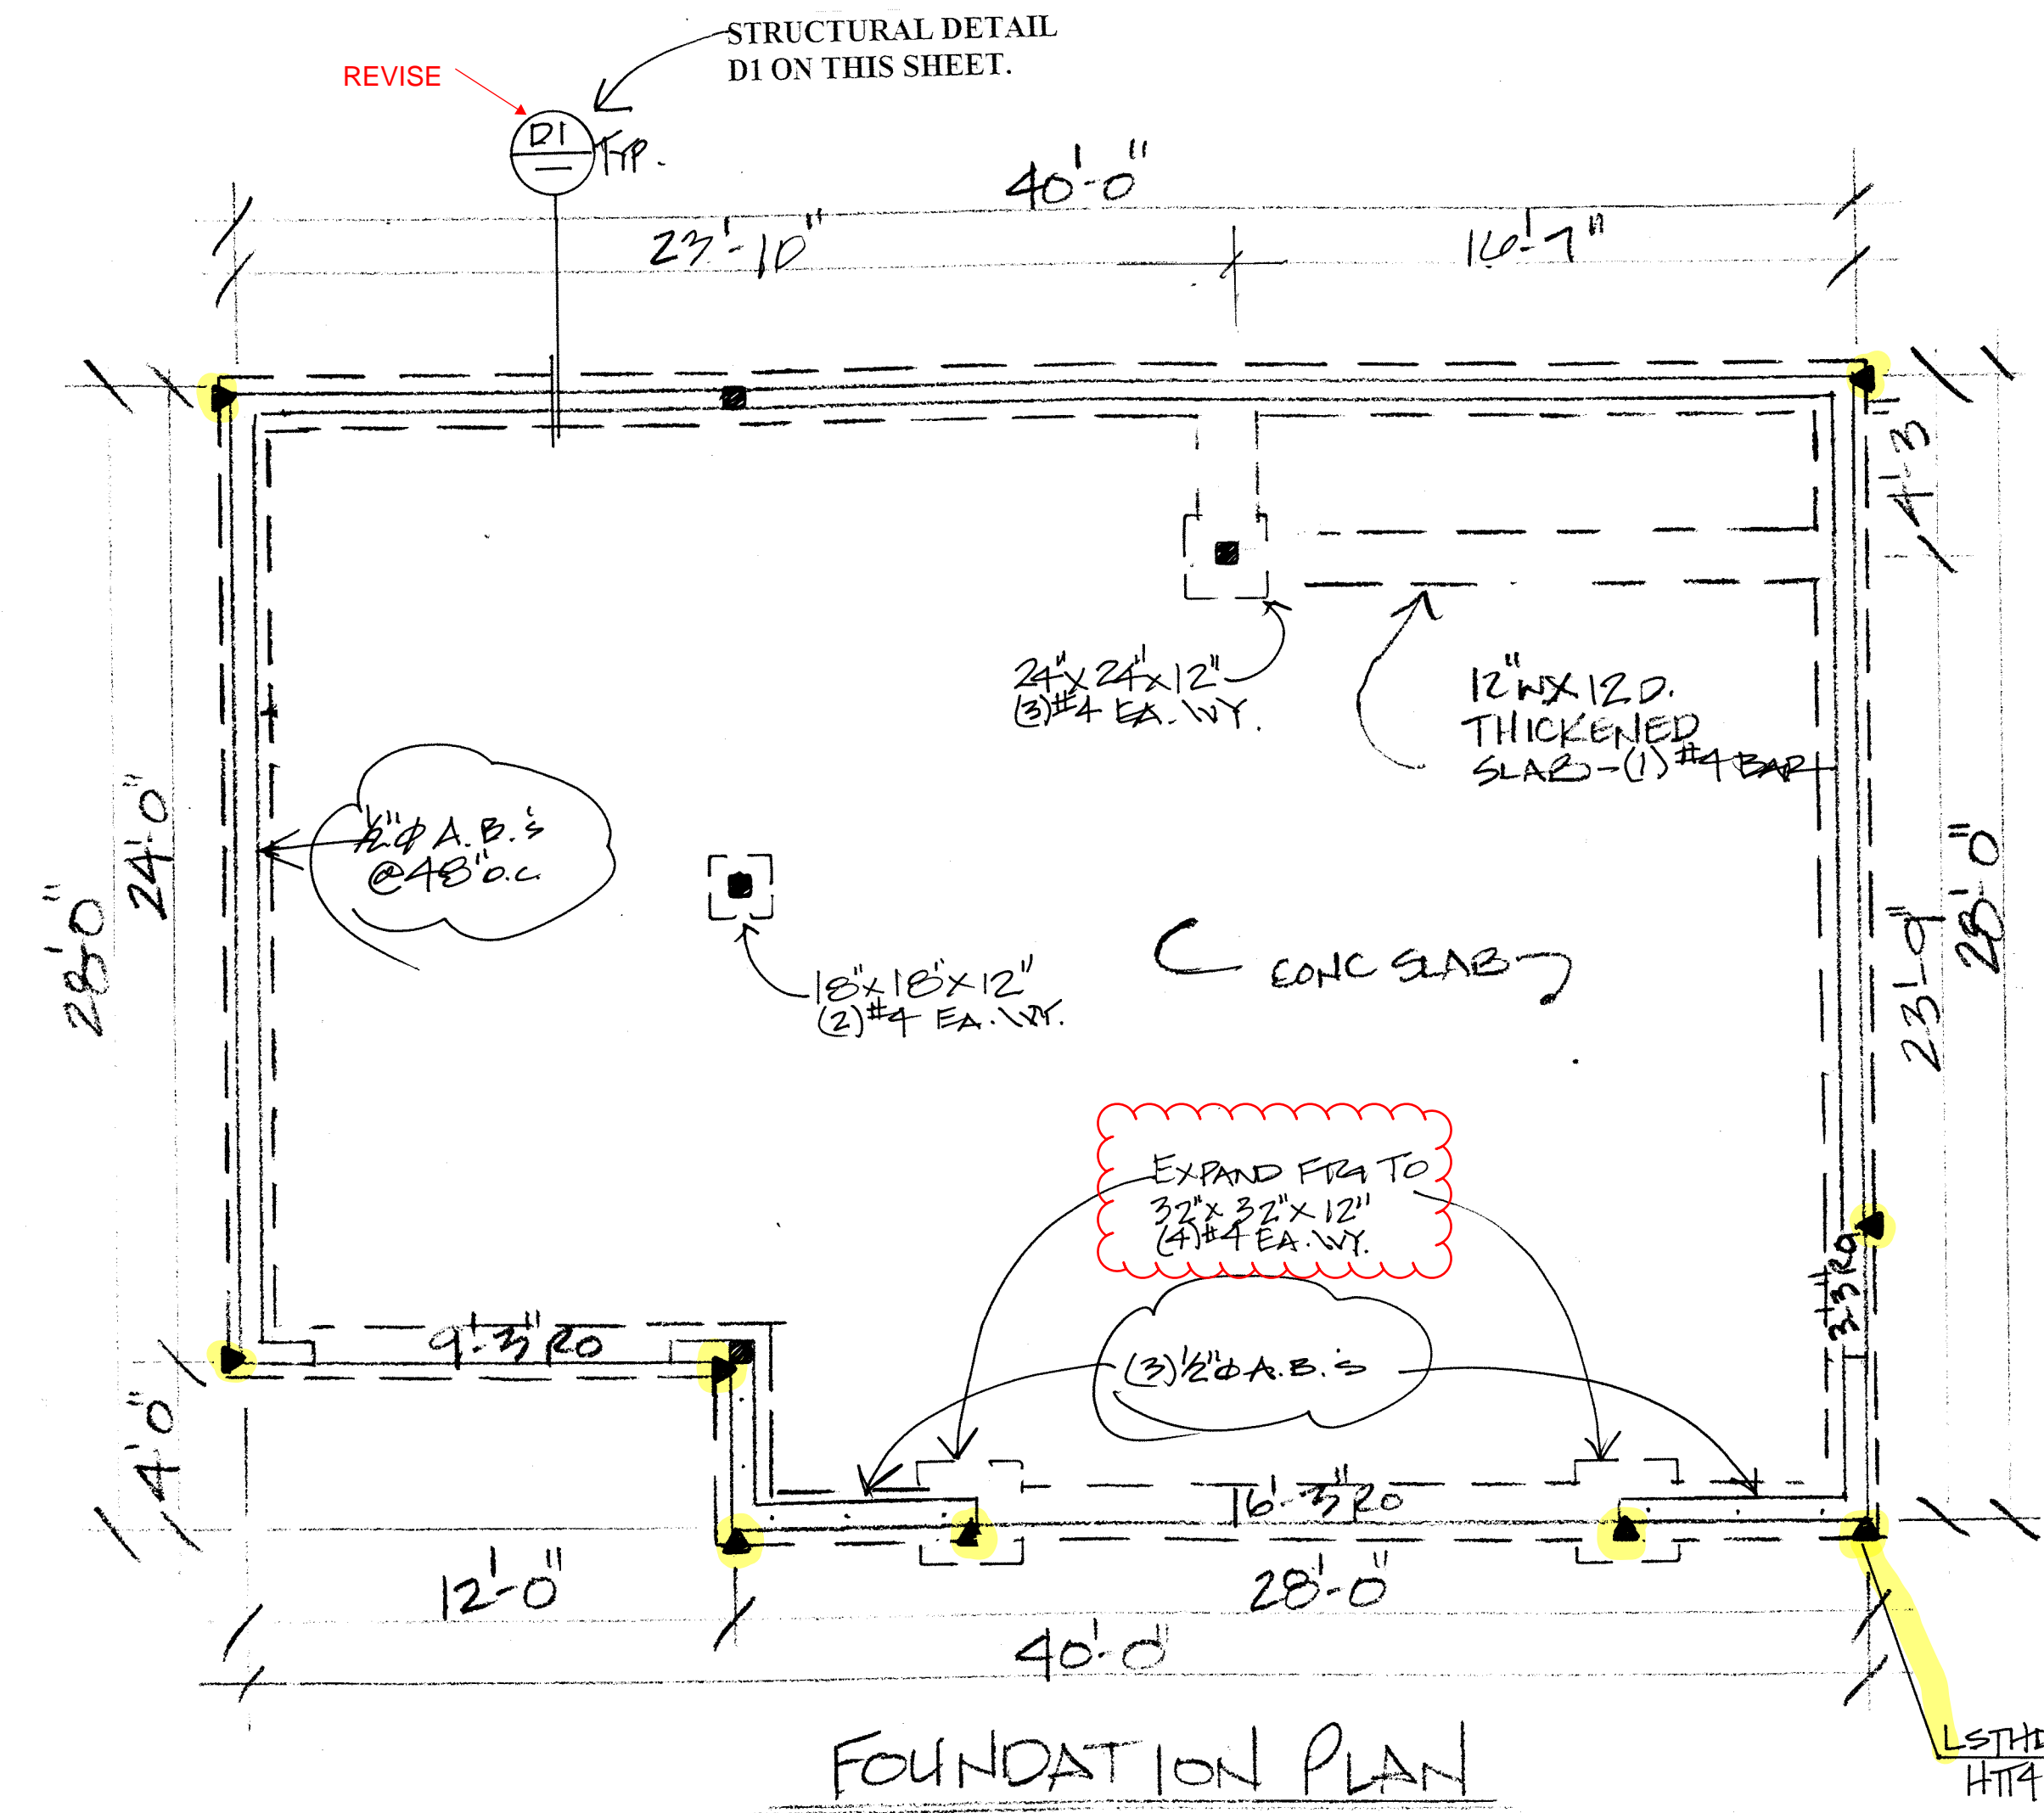 STRUCTURAL DETAIL
D1 ON THIS SHEET.
REVISE
D1
TYP.
40'-0"
23'-10"
16'-7"
4'-3
24'-0"
28'-0"
24"x24"x12"
(3)#4 EA. WY.
12"W X 12 D.
THICKENED
SLAB-(1)#4 BAR
1/2"φ A.B.'s
@48"o.c.
28'-0"
23'-9"
18"x18"x12"
(2)#4 EA. WY.
CONC SLAB
EXPAND FTG TO
32"x32"x12"
(4)#4 EA. WY.
3'-3" RO
9'-3" RO
(3)1/2"φ A.B.'s
4'-0"
16'-3" RO
12'-0"
28'-0"
40'-0"
FOUNDATION PLAN
LSTHD
HTT4